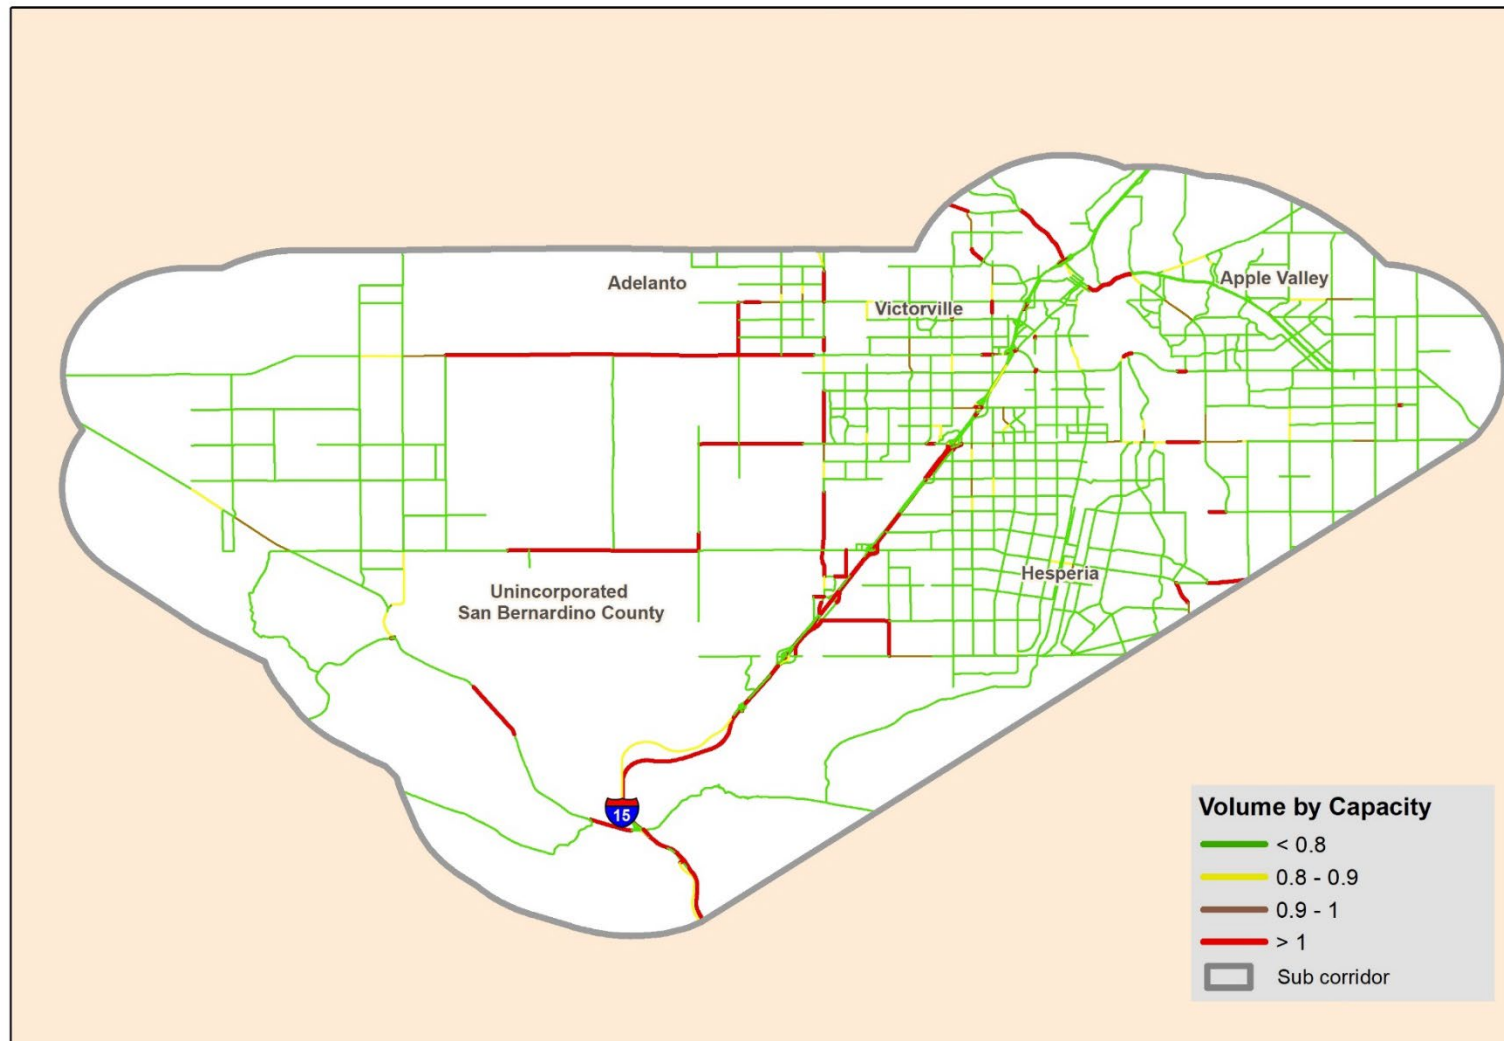 Adelanto
Apple Valley
Victorville
Hesperia
Unincorporated
San Bernardino County
15
Volume by Capacity
< 0.8
0.8 - 0.9
0.9 - 1
> 1
Sub corridor